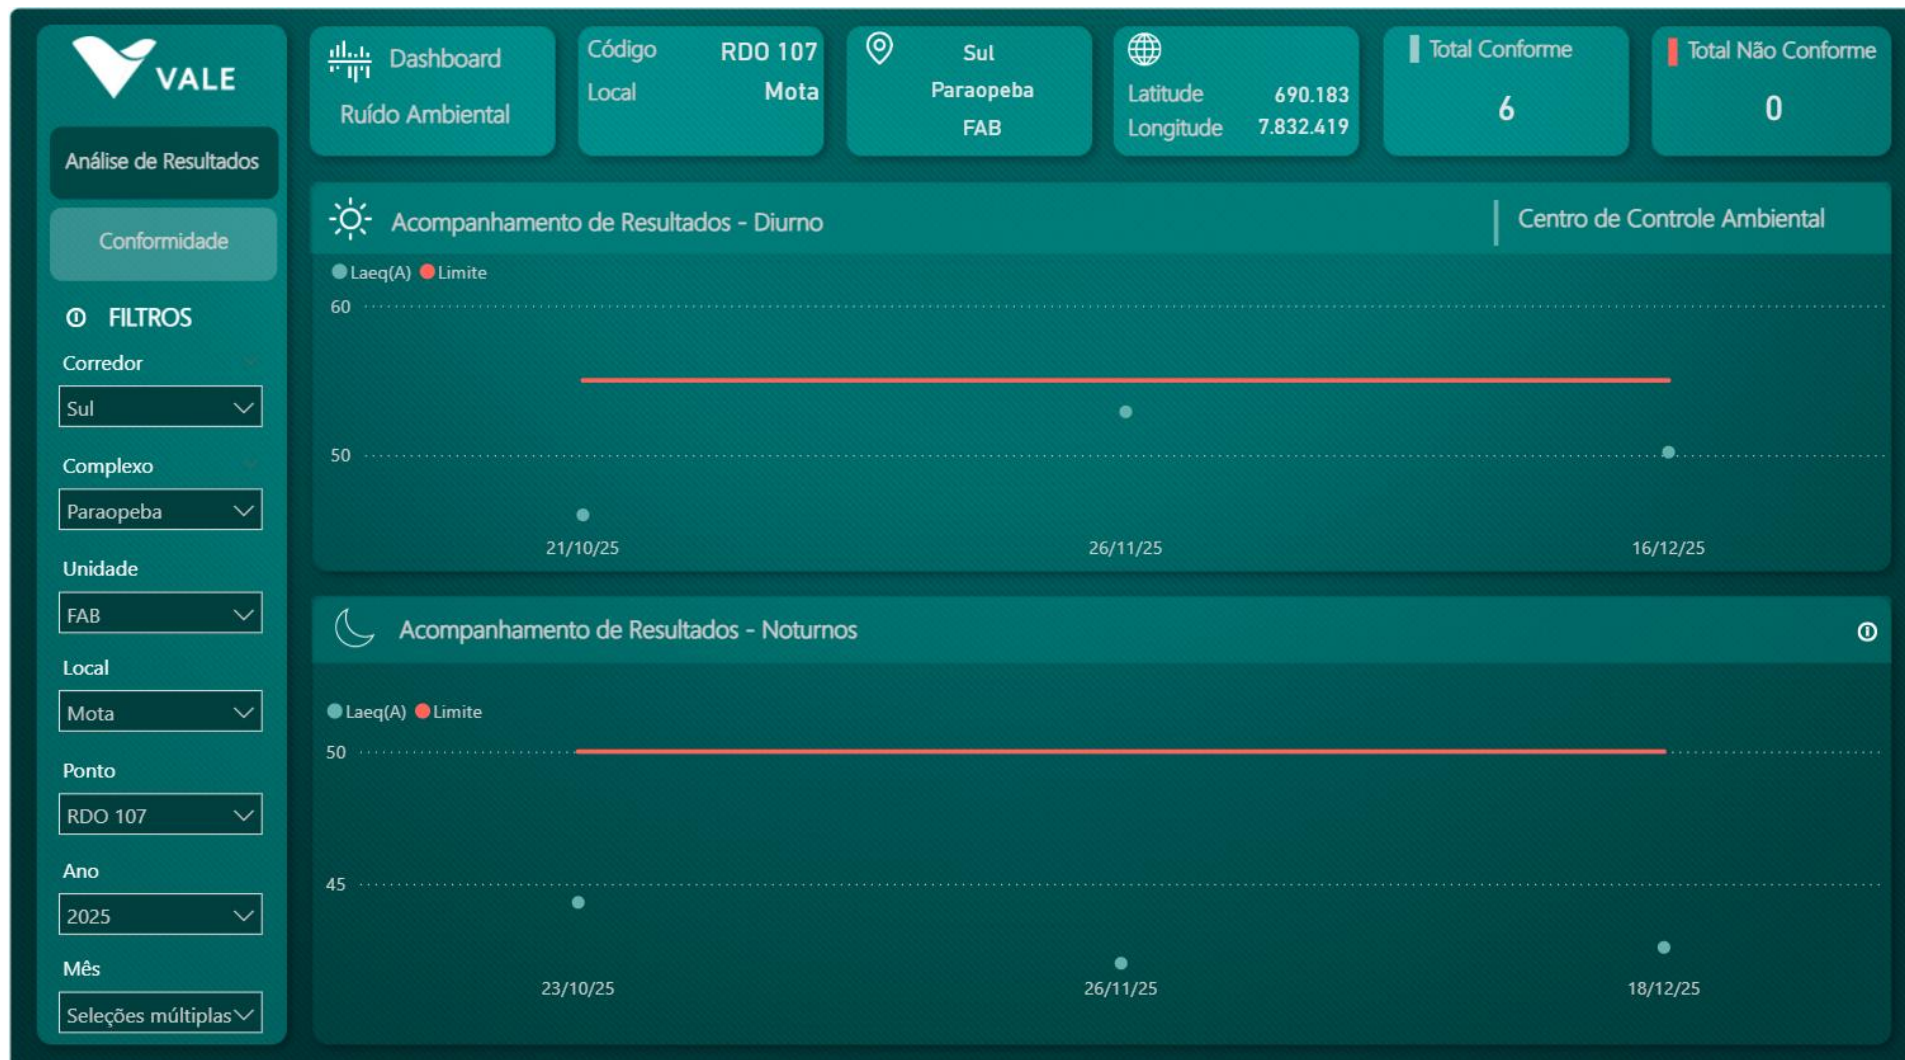 VALE
Análise de Resultados
Conformidade
FILTROS
Corredor
Sul
Complexo
Paraopeba
Unidade
FAB
Local
Mota
Ponto
RDO 107
Ano
2025
Mês
Seleções múltiplas
Dashboard
Ruído Ambiental
Código RDO 107
Local Mota
Sul
Paraopeba
FAB
Latitude 690.183
Longitude 7.832.419
Total Conforme
6
Total Não Conforme
0
Acompanhamento de Resultados - Diurno
Centro de Controle Ambiental
Laeq(A) Limite
60
50
21/10/25 26/11/25 16/12/25
Acompanhamento de Resultados - Noturnos
Laeq(A) Limite
50
45
23/10/25 26/11/25 18/12/25